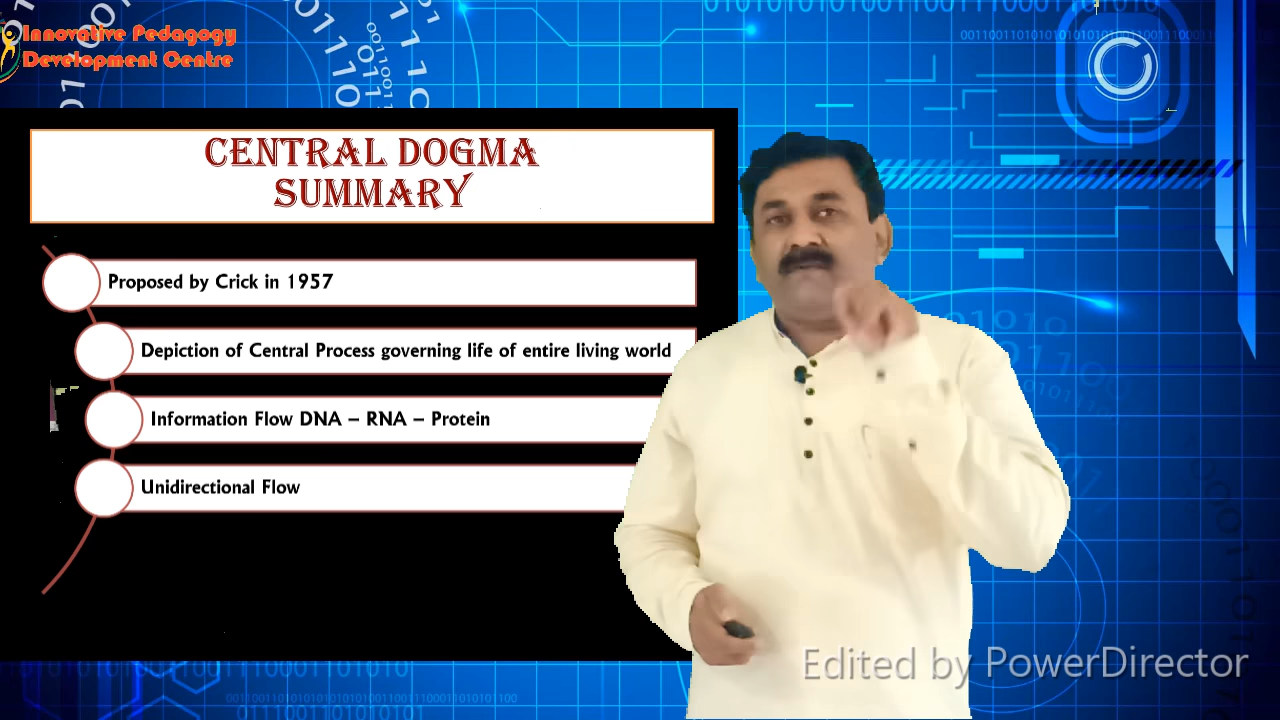 Innovative Pedagogy
Development Centre
CENTRAL DOGMA
SUMMARY
Proposed by Crick in 1957
Depiction of Central Process governing life of entire living world
Information Flow DNA – RNA – Protein
Unidirectional Flow
Edited by PowerDirector